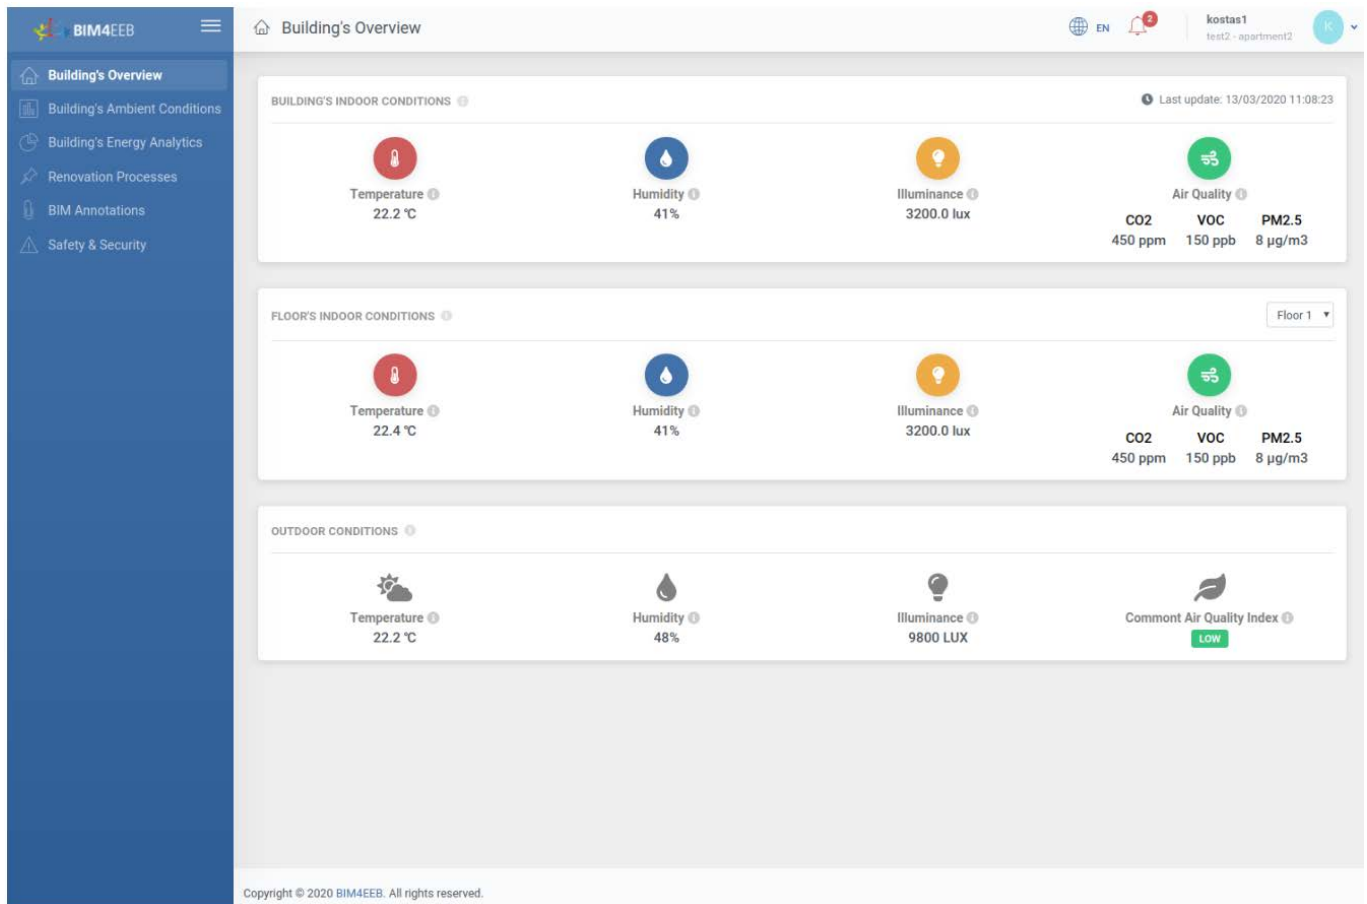 BIM4EEB
Building's Overview
EN
2
kostas1
test2 - apartment2
K
Building's Overview
Building's Ambient Conditions
Building's Energy Analytics
Renovation Processes
BIM Annotations
Safety & Security
BUILDING'S INDOOR CONDITIONS
Last update: 13/03/2020 11:08:23
Temperature
22.2 °C
Humidity
41%
Illuminance
3200.0 lux
Air Quality
CO2 VOC PM2.5
450 ppm 150 ppb 8 µg/m3
FLOOR'S INDOOR CONDITIONS
Floor 1
Temperature
22.4 °C
Humidity
41%
Illuminance
3200.0 lux
Air Quality
CO2 VOC PM2.5
450 ppm 150 ppb 8 µg/m3
OUTDOOR CONDITIONS
Temperature
22.2 °C
Humidity
48%
Illuminance
9800 LUX
Commont Air Quality Index
LOW
Copyright © 2020 BIM4EEB. All rights reserved.